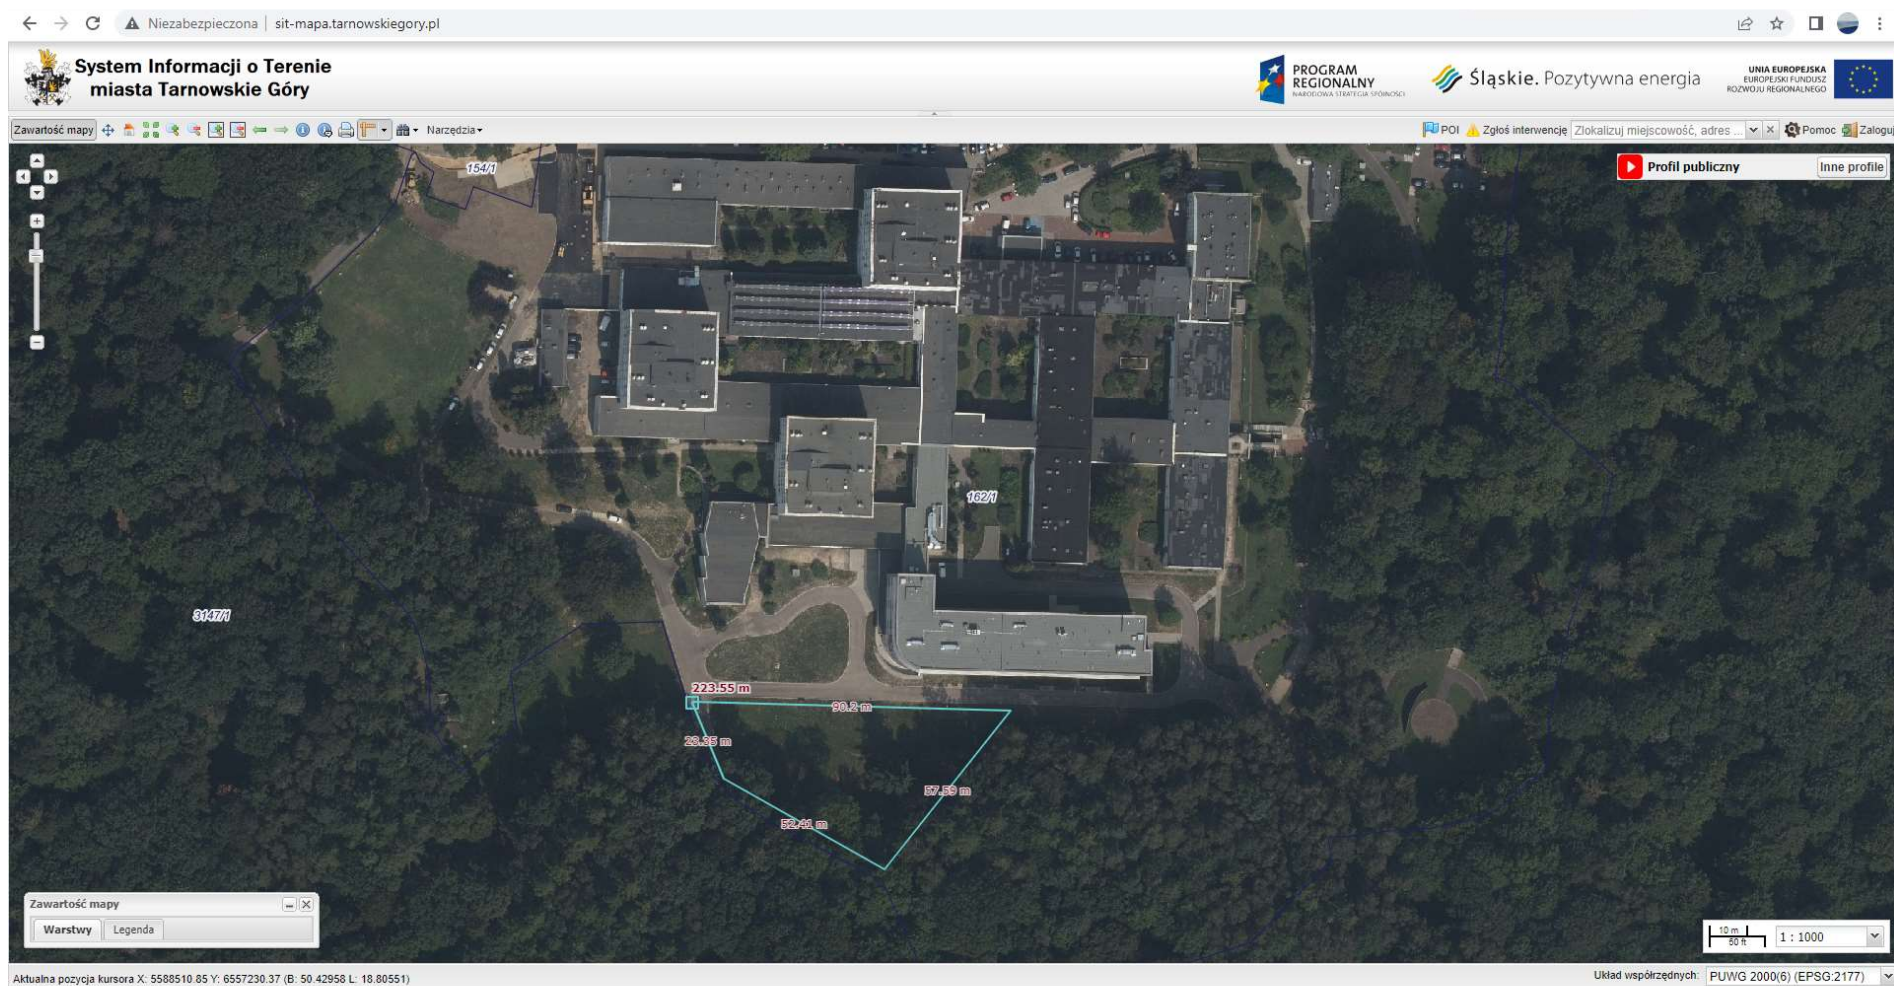 Niezabezpieczona | sit-mapa.tarnowskiegory.pl
System Informacji o Terenie
miasta Tarnowskie Góry
PROGRAM
REGIONALNY
NARODOWA STRATEGIA SPÓJNOŚCI
Śląskie. Pozytywna energia
UNIA EUROPEJSKA
EUROPEJSKI FUNDUSZ
ROZWOJU REGIONALNEGO
Zawartość mapy
Narzędzia
POI
Zgłoś interwencję
Zlokalizuj miejscowość, adres ...
Pomoc
Zaloguj
154/1
Profil publiczny
Inne profile
162/1
3147/1
223.55 m
90.2 m
23.35 m
57.59 m
52.41 m
Zawartość mapy
Warstwy
Legenda
10 m
50 ft
1 : 1000
Aktualna pozycja kursora X: 5588510.85 Y: 6557230.37 (B: 50.42958 L: 18.80551)
Układ współrzędnych: PUWG 2000(6) (EPSG:2177)